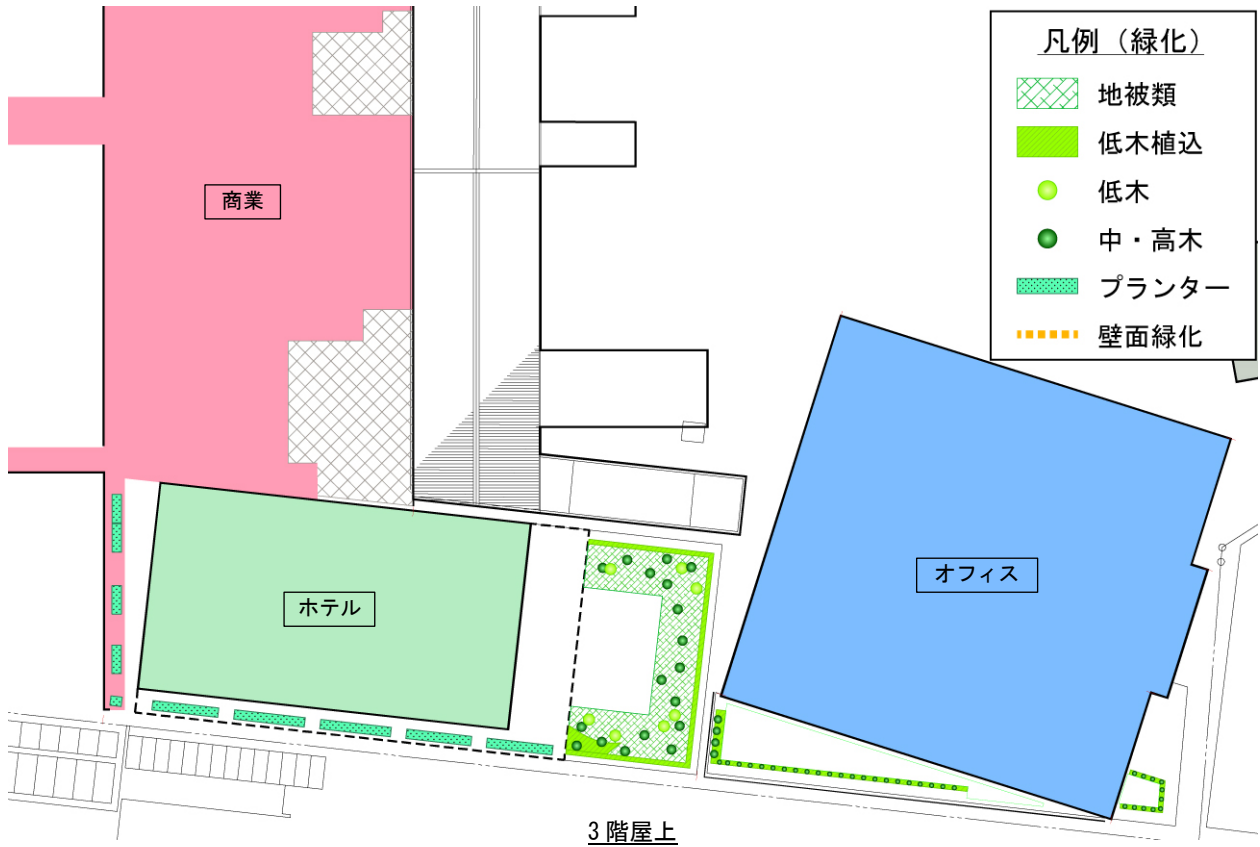 凡例（緑化）
地被類
低木植込
低木
中・高木
プランター
壁面緑化
商業
ホテル
オフィス
3階屋上